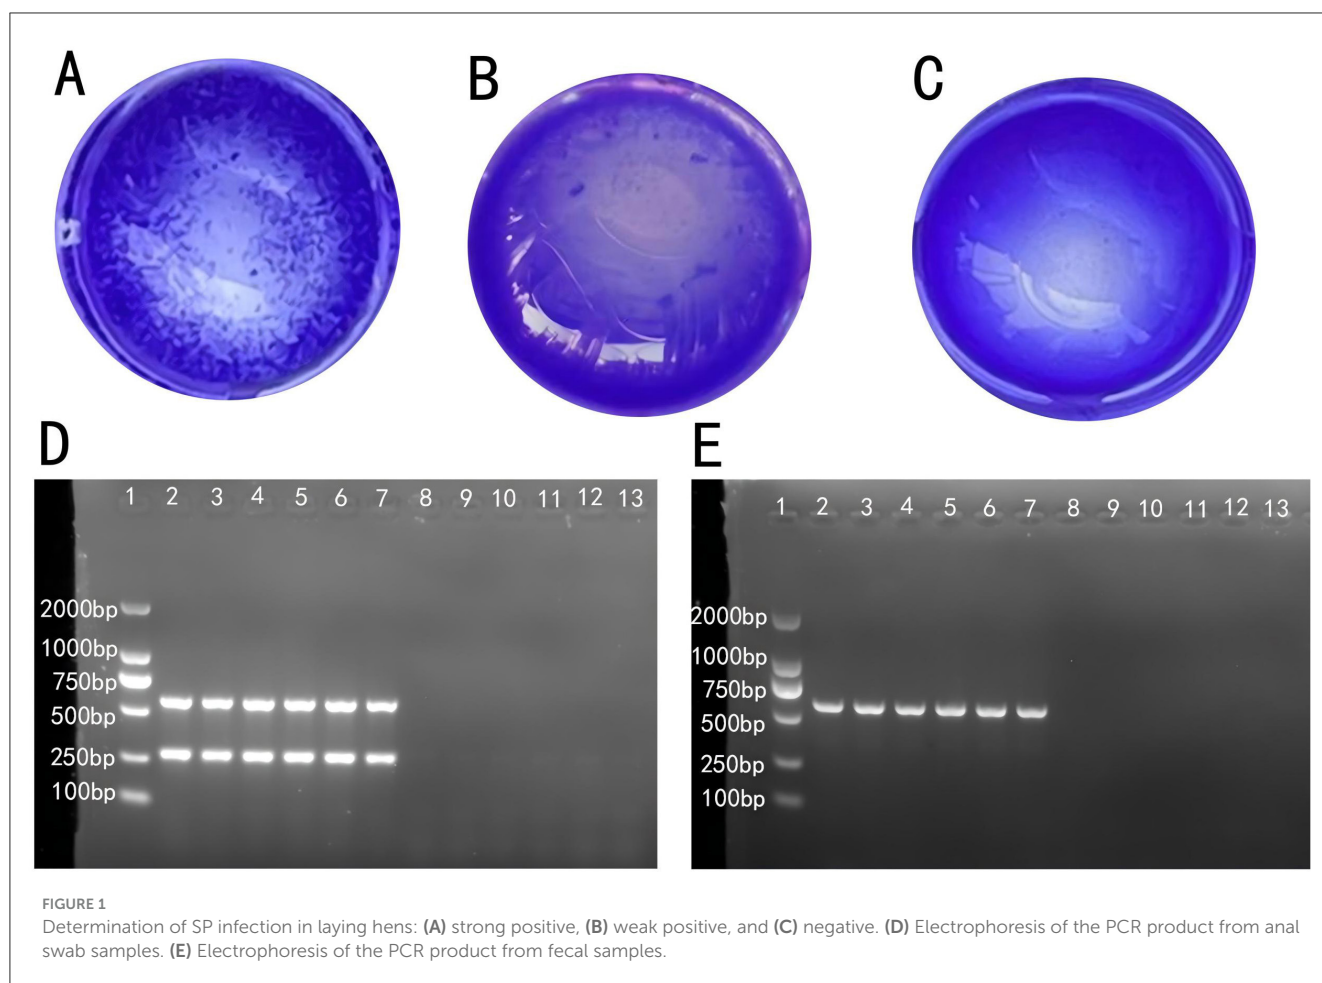 A
B
C
D
E
1 2 3 4 5 6 7 8 9 10 11 12 13
2000bp
1000bp
750bp
500bp
250bp
100bp
1 2 3 4 5 6 7 8 9 10 11 12 13
2000bp
1000bp
750bp
500bp
250bp
100bp
FIGURE 1
Determination of SP infection in laying hens: (A) strong positive, (B) weak positive, and (C) negative. (D) Electrophoresis of the PCR product from anal
swab samples. (E) Electrophoresis of the PCR product from fecal samples.